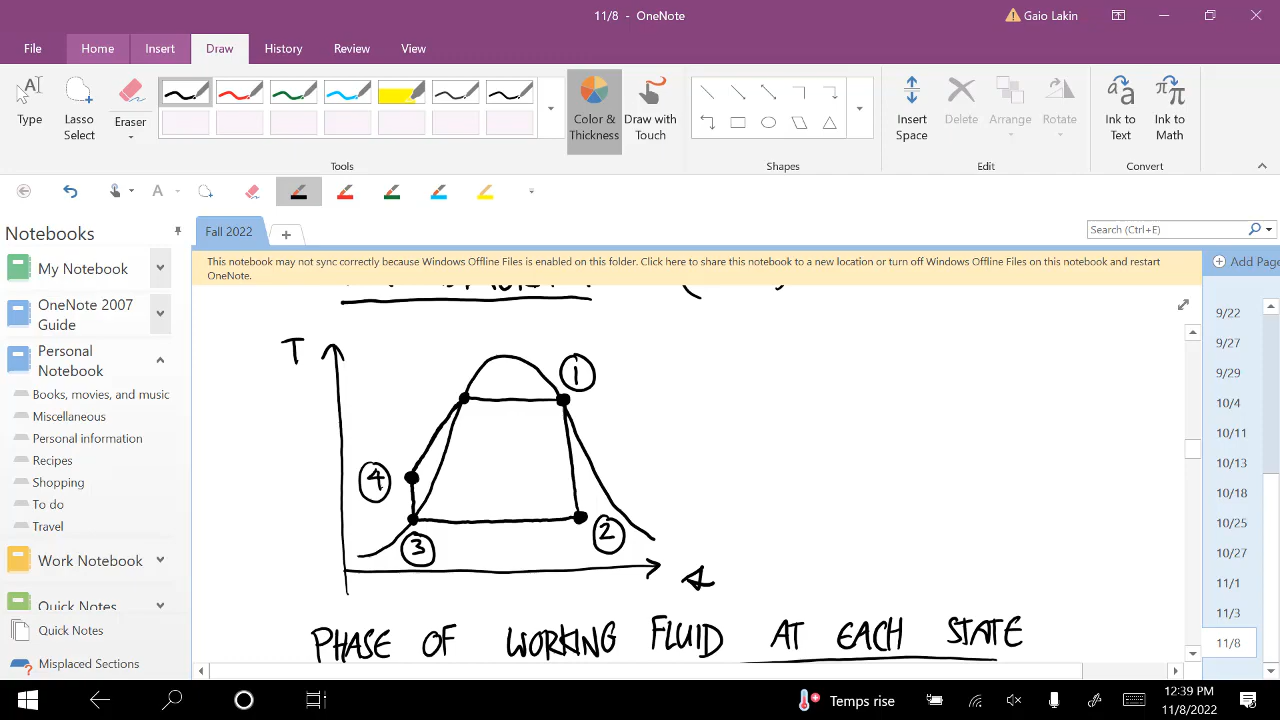 11/8 - OneNote
Gaio Lakin
File Home Insert Draw History Review View
Type
Lasso Select
Eraser
Color & Thickness
Draw with Touch
Insert Space
Delete
Arrange
Rotate
Ink to Text
Ink to Math
Tools
Shapes
Edit
Convert
Notebooks
My Notebook
OneNote 2007 Guide
Personal Notebook
Books, movies, and music
Miscellaneous
Personal information
Recipes
Shopping
To do
Travel
Work Notebook
Quick Notes
Quick Notes
Misplaced Sections
Fall 2022
Search (Ctrl+E)
This notebook may not sync correctly because Windows Offline Files is enabled on this folder. Click here to share this notebook to a new location or turn off Windows Offline Files on this notebook and restart
OneNote.
T
1
4
3
2
PHASE OF WORKING FLUID AT EACH STATE
Add Page
9/22
9/27
9/29
10/4
10/11
10/13
10/18
10/25
10/27
11/1
11/3
11/8
Temps rise
12:39 PM
11/8/2022